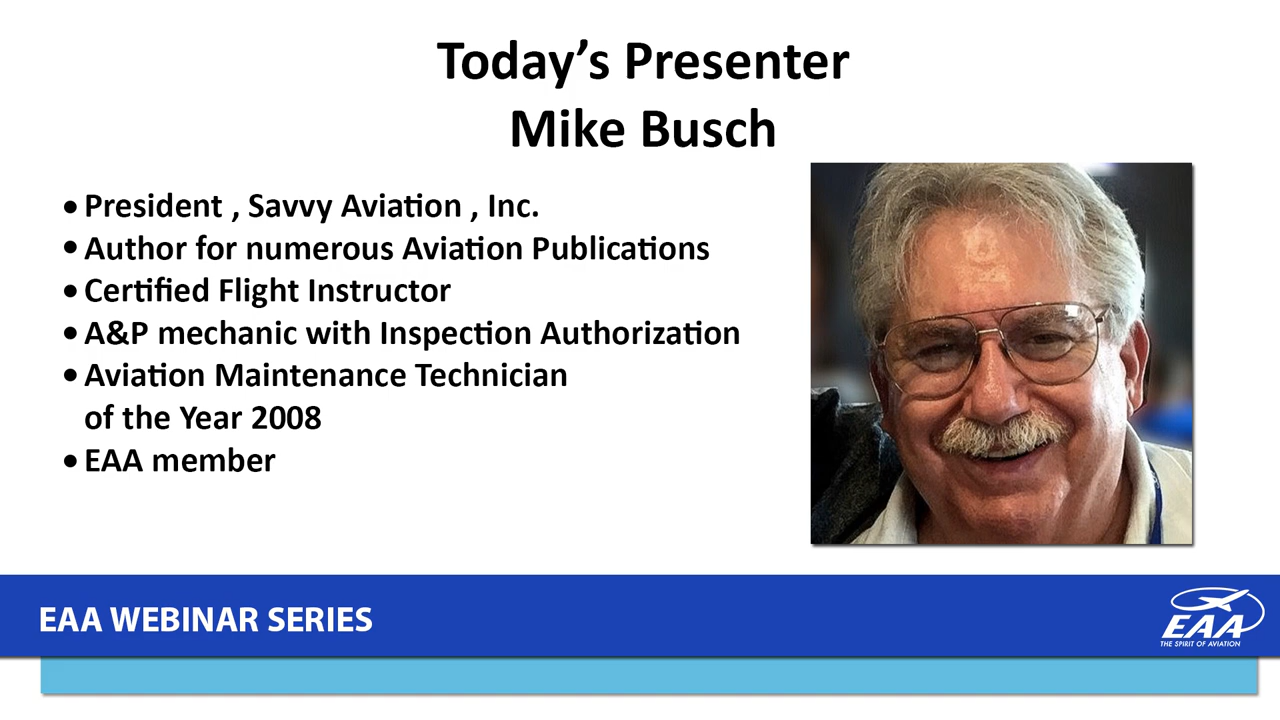 Today’s Presenter
Mike Busch
• President , Savvy Aviation , Inc.
• Author for numerous Aviation Publications
• Certified Flight Instructor
• A&P mechanic with Inspection Authorization
• Aviation Maintenance Technician
of the Year 2008
• EAA member
EAA WEBINAR SERIES
EAA
THE SPIRIT OF AVIATION